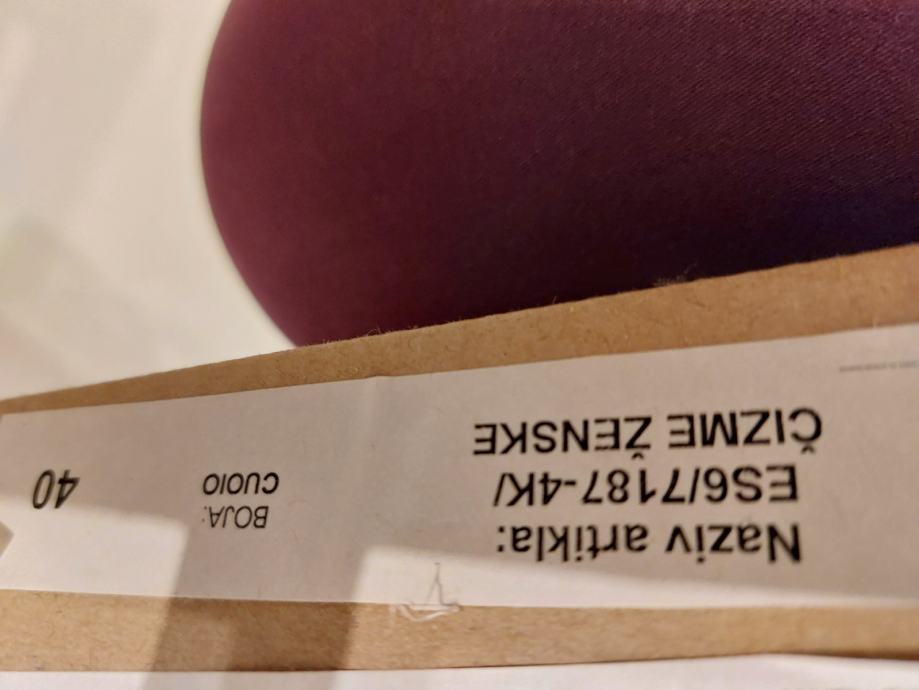 Naziv artikla:
ES6/7187-4K/
ČIZME ŽENSKE
BOJA:
CUOIO
40